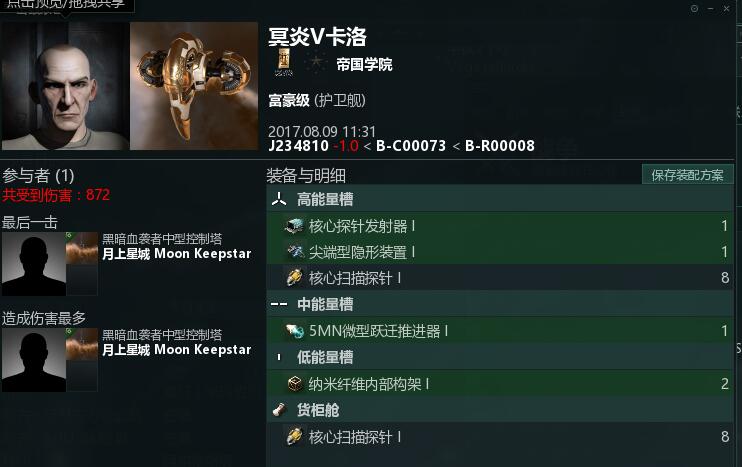 点击预览/拖拽共享
冥炎V卡洛
帝国学院
富豪级 (护卫舰)
2017.08.09 11:31
J234810 -1.0 < B-C00073 < B-R00008
参与者 (1)
共受到伤害：872
最后一击
黑暗血袭者中型控制塔
月上星城 Moon Keepstar
造成伤害最多
黑暗血袭者中型控制塔
月上星城 Moon Keepstar
装备与明细
保存装配方案
高能量槽
核心探针发射器 I 1
尖端型隐形装置 I 1
核心扫描探针 I 8
中能量槽
5MN微型跃迁推进器 I 1
低能量槽
纳米纤维内部构架 I 2
货柜舱
核心扫描探针 I 8